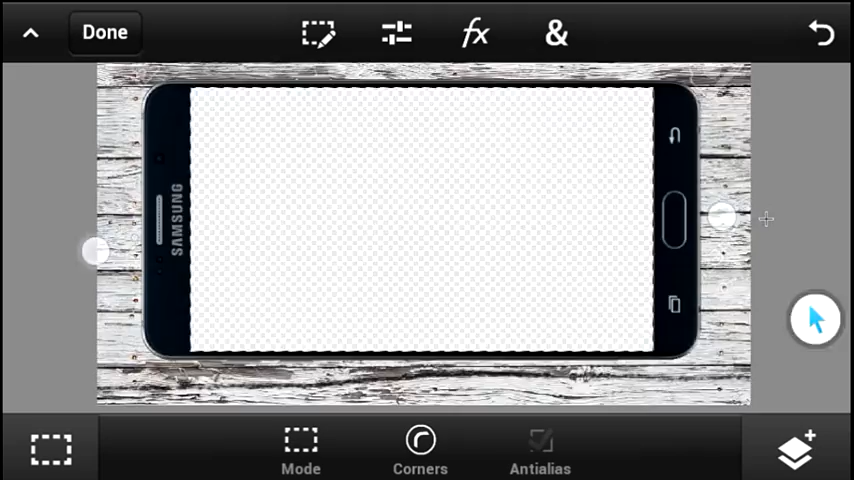 Done
fx
&
SAMSUNG
Mode
Corners
Antialias